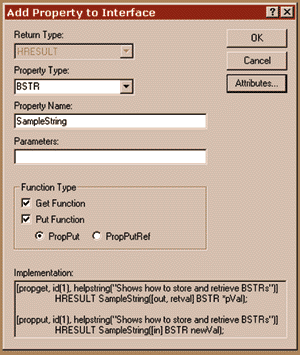 Add Property to Interface
Return Type:
HRESULT
OK
Cancel
Attributes...
Property Type:
BSTR
Property Name:
SampleString
Parameters:
Function Type
Get Function
Put Function
PropPut PropPutRef
Implementation:
[propget, id(1), helpstring("Shows how to store and retrieve BSTRs")]
HRESULT SampleString([out, retval] BSTR *pVal);
[propput, id(1), helpstring("Shows how to store and retrieve BSTRs")]
HRESULT SampleString([in] BSTR newVal);